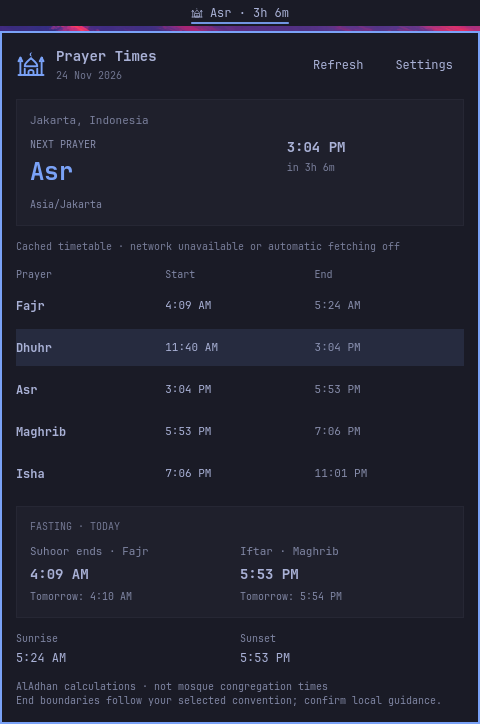 Asr · 3h 6m
Prayer Times
24 Nov 2026
Refresh Settings
Jakarta, Indonesia
NEXT PRAYER
3:04 PM
Asr
in 3h 6m
Asia/Jakarta
Cached timetable · network unavailable or automatic fetching off
Prayer Start End
Fajr 4:09 AM 5:24 AM
Dhuhr 11:40 AM 3:04 PM
Asr 3:04 PM 5:53 PM
Maghrib 5:53 PM 7:06 PM
Isha 7:06 PM 11:01 PM
FASTING · TODAY
Suhoor ends · Fajr Iftar · Maghrib
4:09 AM 5:53 PM
Tomorrow: 4:10 AM Tomorrow: 5:54 PM
Sunrise Sunset
5:24 AM 5:53 PM
AlAdhan calculations · not mosque congregation times
End boundaries follow your selected convention; confirm local guidance.